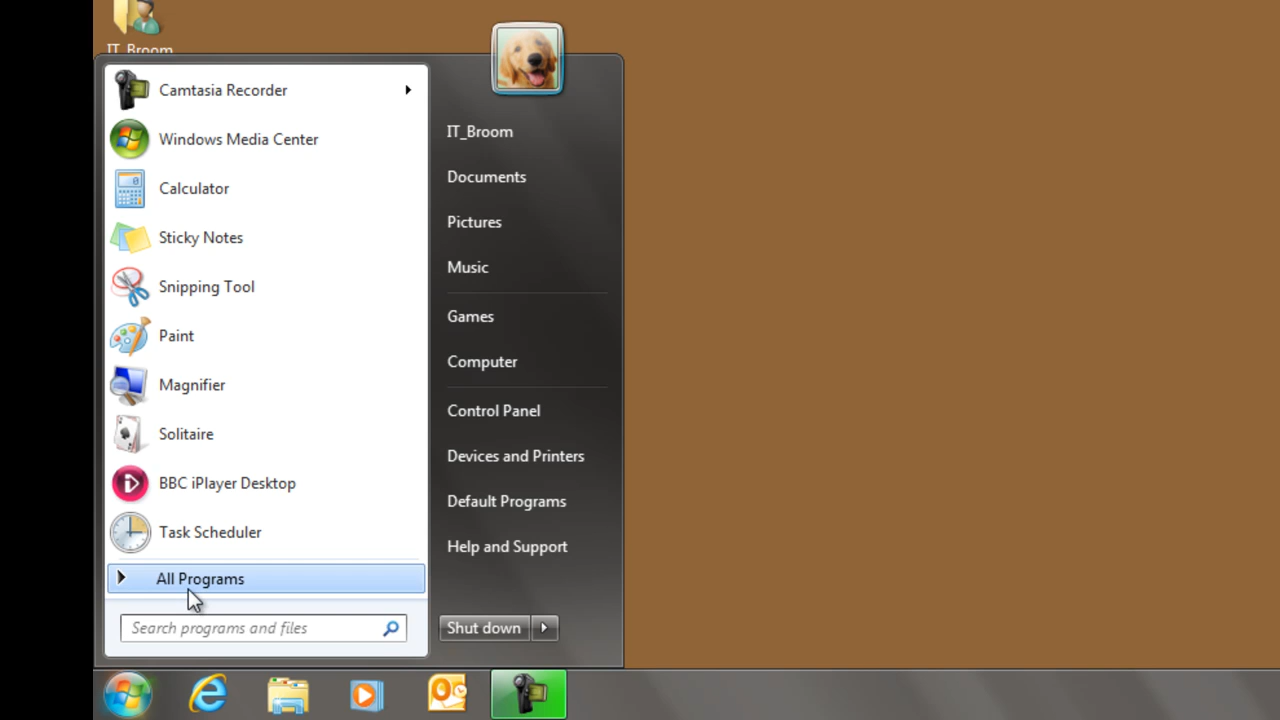 IT_Broom
Camtasia Recorder
Windows Media Center
Calculator
Sticky Notes
Snipping Tool
Paint
Magnifier
Solitaire
BBC iPlayer Desktop
Task Scheduler
All Programs
Search programs and files
IT_Broom
Documents
Pictures
Music
Games
Computer
Control Panel
Devices and Printers
Default Programs
Help and Support
Shut down